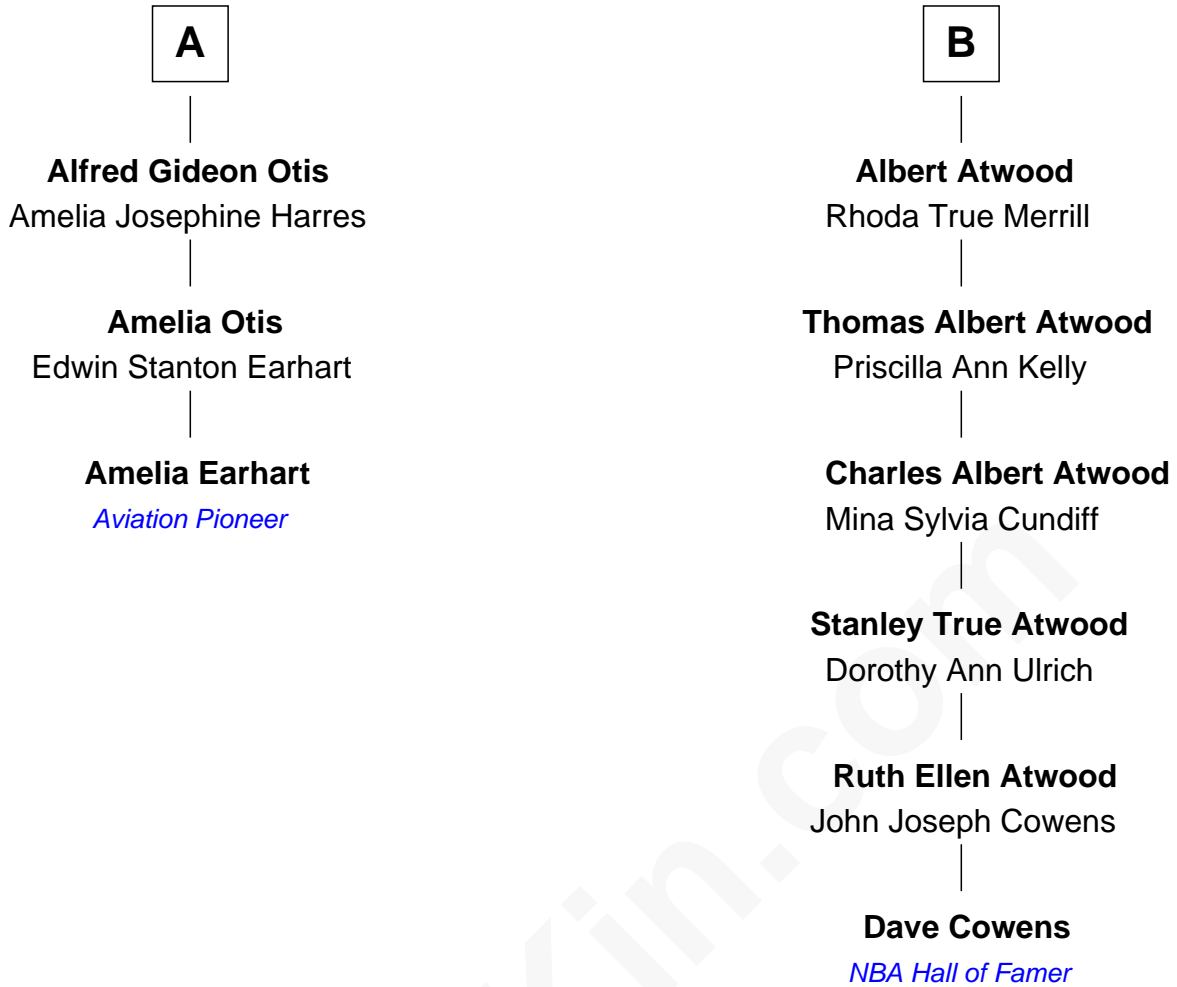 A
Alfred Gideon Otis
Amelia Josephine Harres
Amelia Otis
Edwin Stanton Earhart
Amelia Earhart
Aviation Pioneer
B
Albert Atwood
Rhoda True Merrill
Thomas Albert Atwood
Priscilla Ann Kelly
Charles Albert Atwood
Mina Sylvia Cundiff
Stanley True Atwood
Dorothy Ann Ulrich
Ruth Ellen Atwood
John Joseph Cowens
Dave Cowens
NBA Hall of Famer
Kin.com